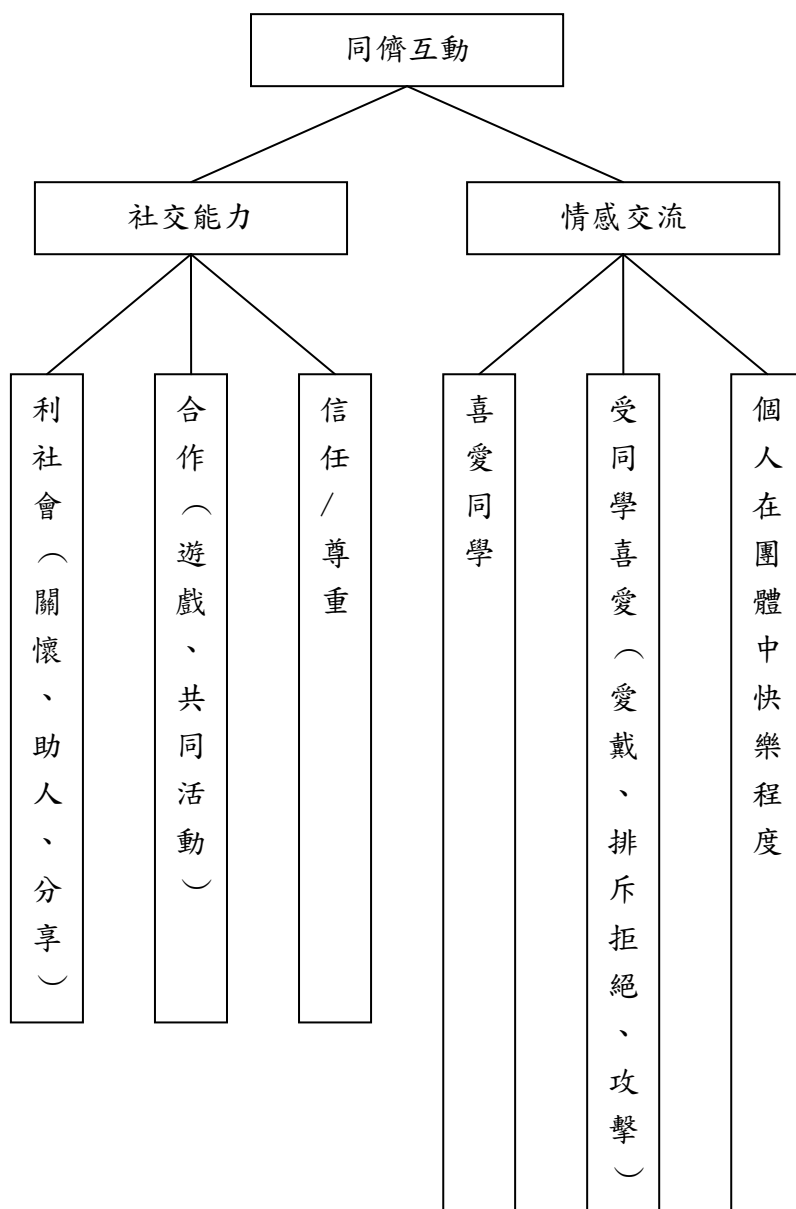 同儕互動
社交能力
情感交流
利社會（關懷、助人、分享）
合作（遊戲、共同活動）
信任/尊重
喜愛同學
受同學喜愛（愛戴、排斥拒絕、攻擊）
個人在團體中快樂程度